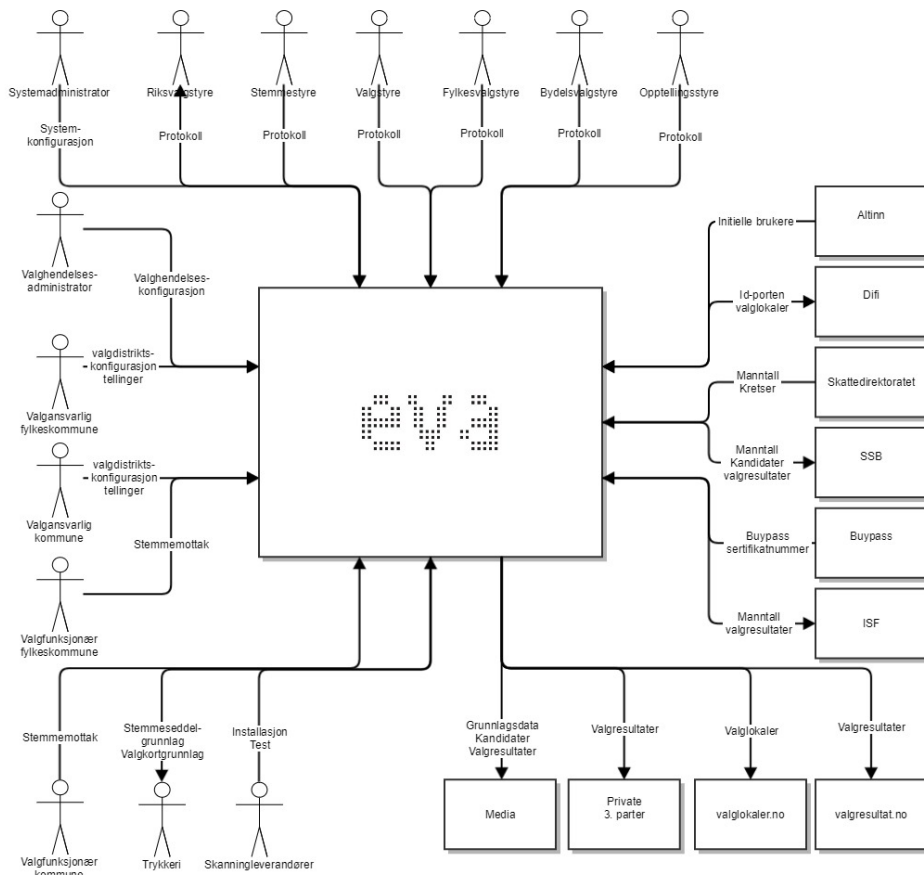 Systemadministrator
Riksvalgstyre
Stemmestyre
Valgstyre
Fylkesvalgstyre
Bydelsvalgstyre
Opptellingsstyre
System-
konfigurasjon
Protokoll
Protokoll
Protokoll
Protokoll
Protokoll
Protokoll
Valghendelses-
administrator
Valghendelses-
konfigurasjon
Initielle brukere
Altinn
Id-porten
valglokaler
Difi
valgdistrikts-
konfigurasjon
tellinger
Valgansvarlig
fylkeskommune
eva
Manntall
Kretser
Skattedirektoratet
Manntall
Kandidater
valgresultater
SSB
valgdistrikts-
konfigurasjon
tellinger
Valgansvarlig
kommune
Stemmemottak
Buypass
sertifikatnummer
Buypass
Valgfunksjonær
fylkeskommune
Manntall
valgresultater
ISF
Stemmemottak
Stemmeseddel-
grunnlag
Valgkortgrunnlag
Installasjon
Test
Grunnlagsdata
Kandidater
Valgresultater
Valgresultater
Valglokaler
Valgresultater
Media
Private
3. parter
valglokaler.no
valgresultat.no
Valgfunksjonær
kommune
Trykkeri
Skanningleverandører